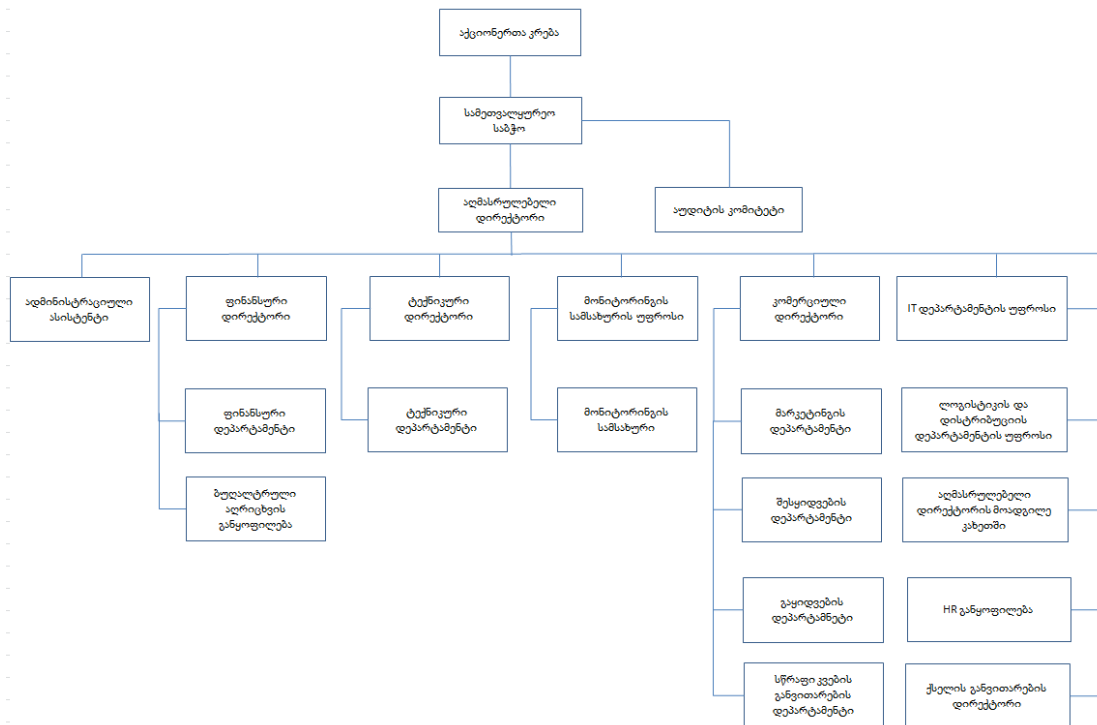 აქციონერთა კრება
სამეთვალყურეო
საბჭო
აღმასრულებელი
დირექტორი
აუდიტის კომიტეტი
ადმინისტრაციული
ასისტენტი
ფინანსური
დირექტორი
ტექნიკური
დირექტორი
მონიტორინგის
სამსახურის უფროსი
კომერციული
დირექტორი
IT დეპარტამენტის უფროსი
ფინანსური
დეპარტამენტი
ტექნიკური
დეპარტამენტი
მონიტორინგის
სამსახური
მარკეტინგის
დეპარტამენტი
ლოგისტიკის და
დისტრიბუციის
დეპარტამენტის უფროსი
ბუღალტრული
აღრიცხვის
განყოფილება
შესყიდვების
დეპარტამენტი
აღმასრულებელი
დირექტორის მოადგილე
კახეთში
გაყიდვების
დეპარტამნეტი
HR განყოფილება
სწრაფი კვების
განვითარების
დეპარტამენტი
ქსელის განვითარების
დირექტორი